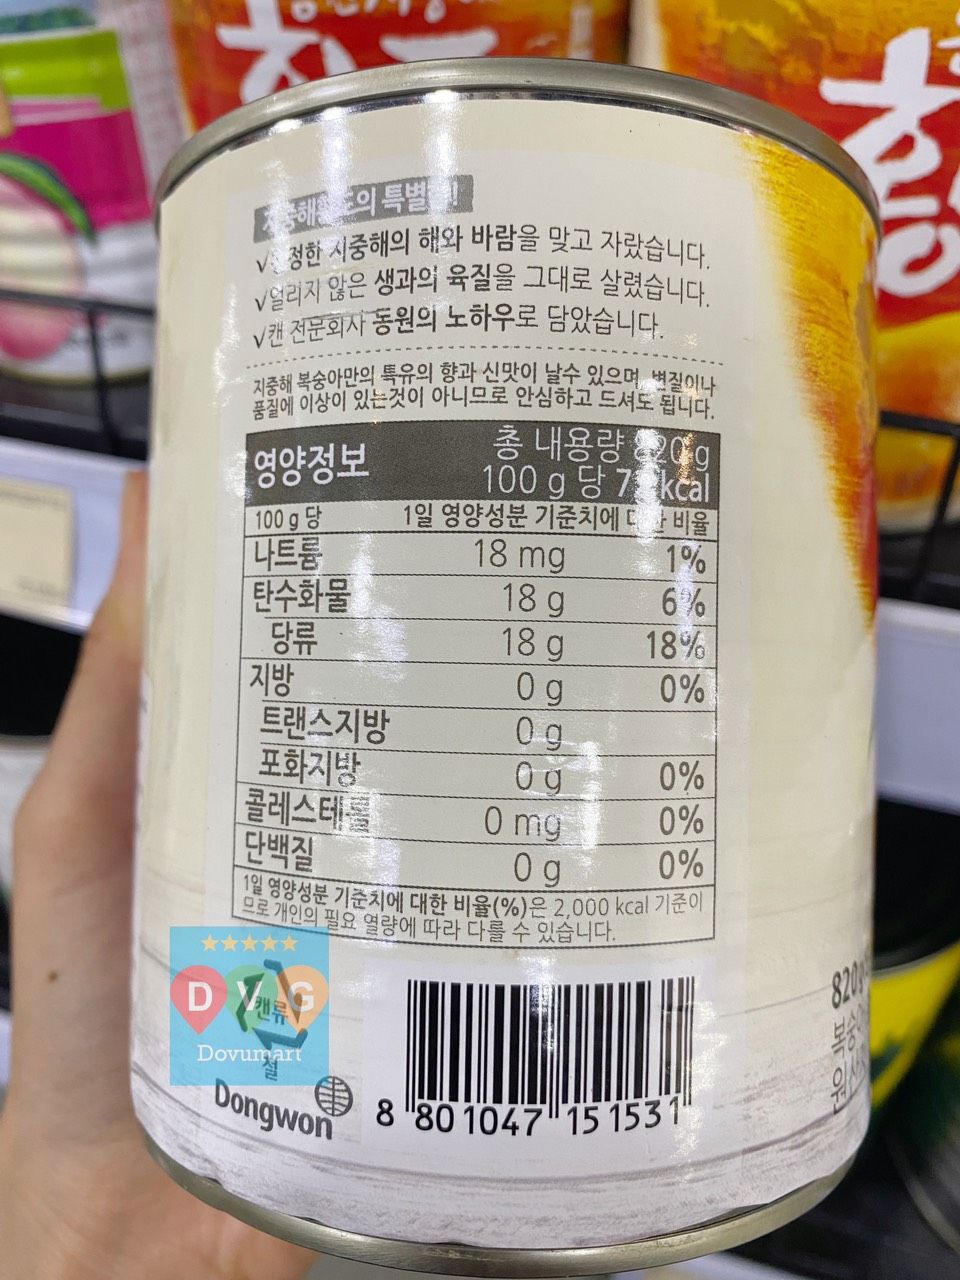 의 특별
정한 지중해의 해와 바람을 맞고 자랐습니다.
✓얼리지 않은 생과의 육질을 그대로 살렸습니다.
✓캔 전문회사 동원의 노하우로 담았습니다.
지중해 복숭아만의 특유의 향과 신맛이 날수 있으며, 변질이나
품질에 이상이 있는것이 아니므로 안심하고 드셔도 됩니다.
영양정보
총 내용량 820 g
100 g 당 kcal
100 g 당 1일 영양성분 기준치에 대한 비율
나트륨 18 mg 1%
탄수화물 18 g 6%
당류 18 g 18%
지방 0 g 0%
트랜스지방 0 g
포화지방 0 g 0%
콜레스테롤 0 mg 0%
단백질 0 g 0%
1일 영양성분 기준치에 대한 비율(%)은 2,000 kcal 기준이
므로 개인의 필요 열량에 따라 다를 수 있습니다.
D V G
캔류
Dovumart
철
Dongwon
8 801047 151531
820g